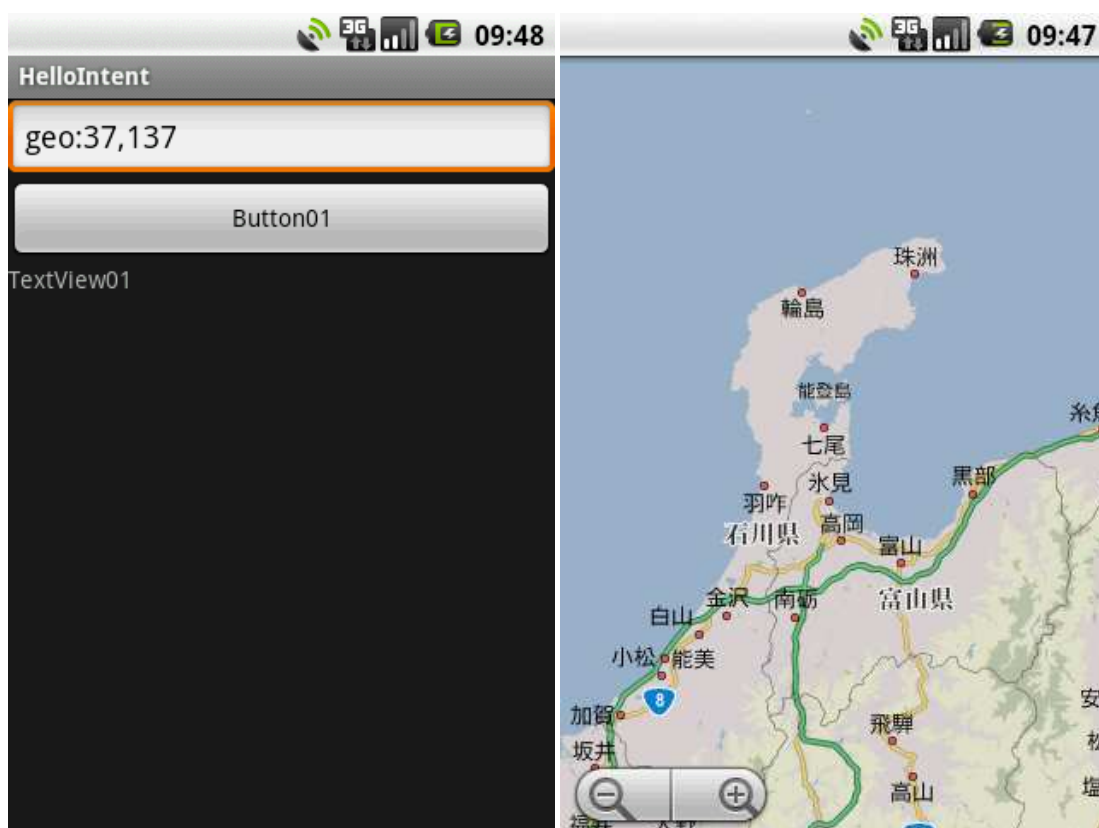 3G 09:48
HelloIntent
geo:37,137
Button01
TextView01
3G 09:47
珠洲
輪島
能登島
七尾
氷見
羽咋
黒部
高岡
石川県
富山
金沢
南砺
富山県
白山
小松
能美
8
加賀
飛騨
坂井
高山